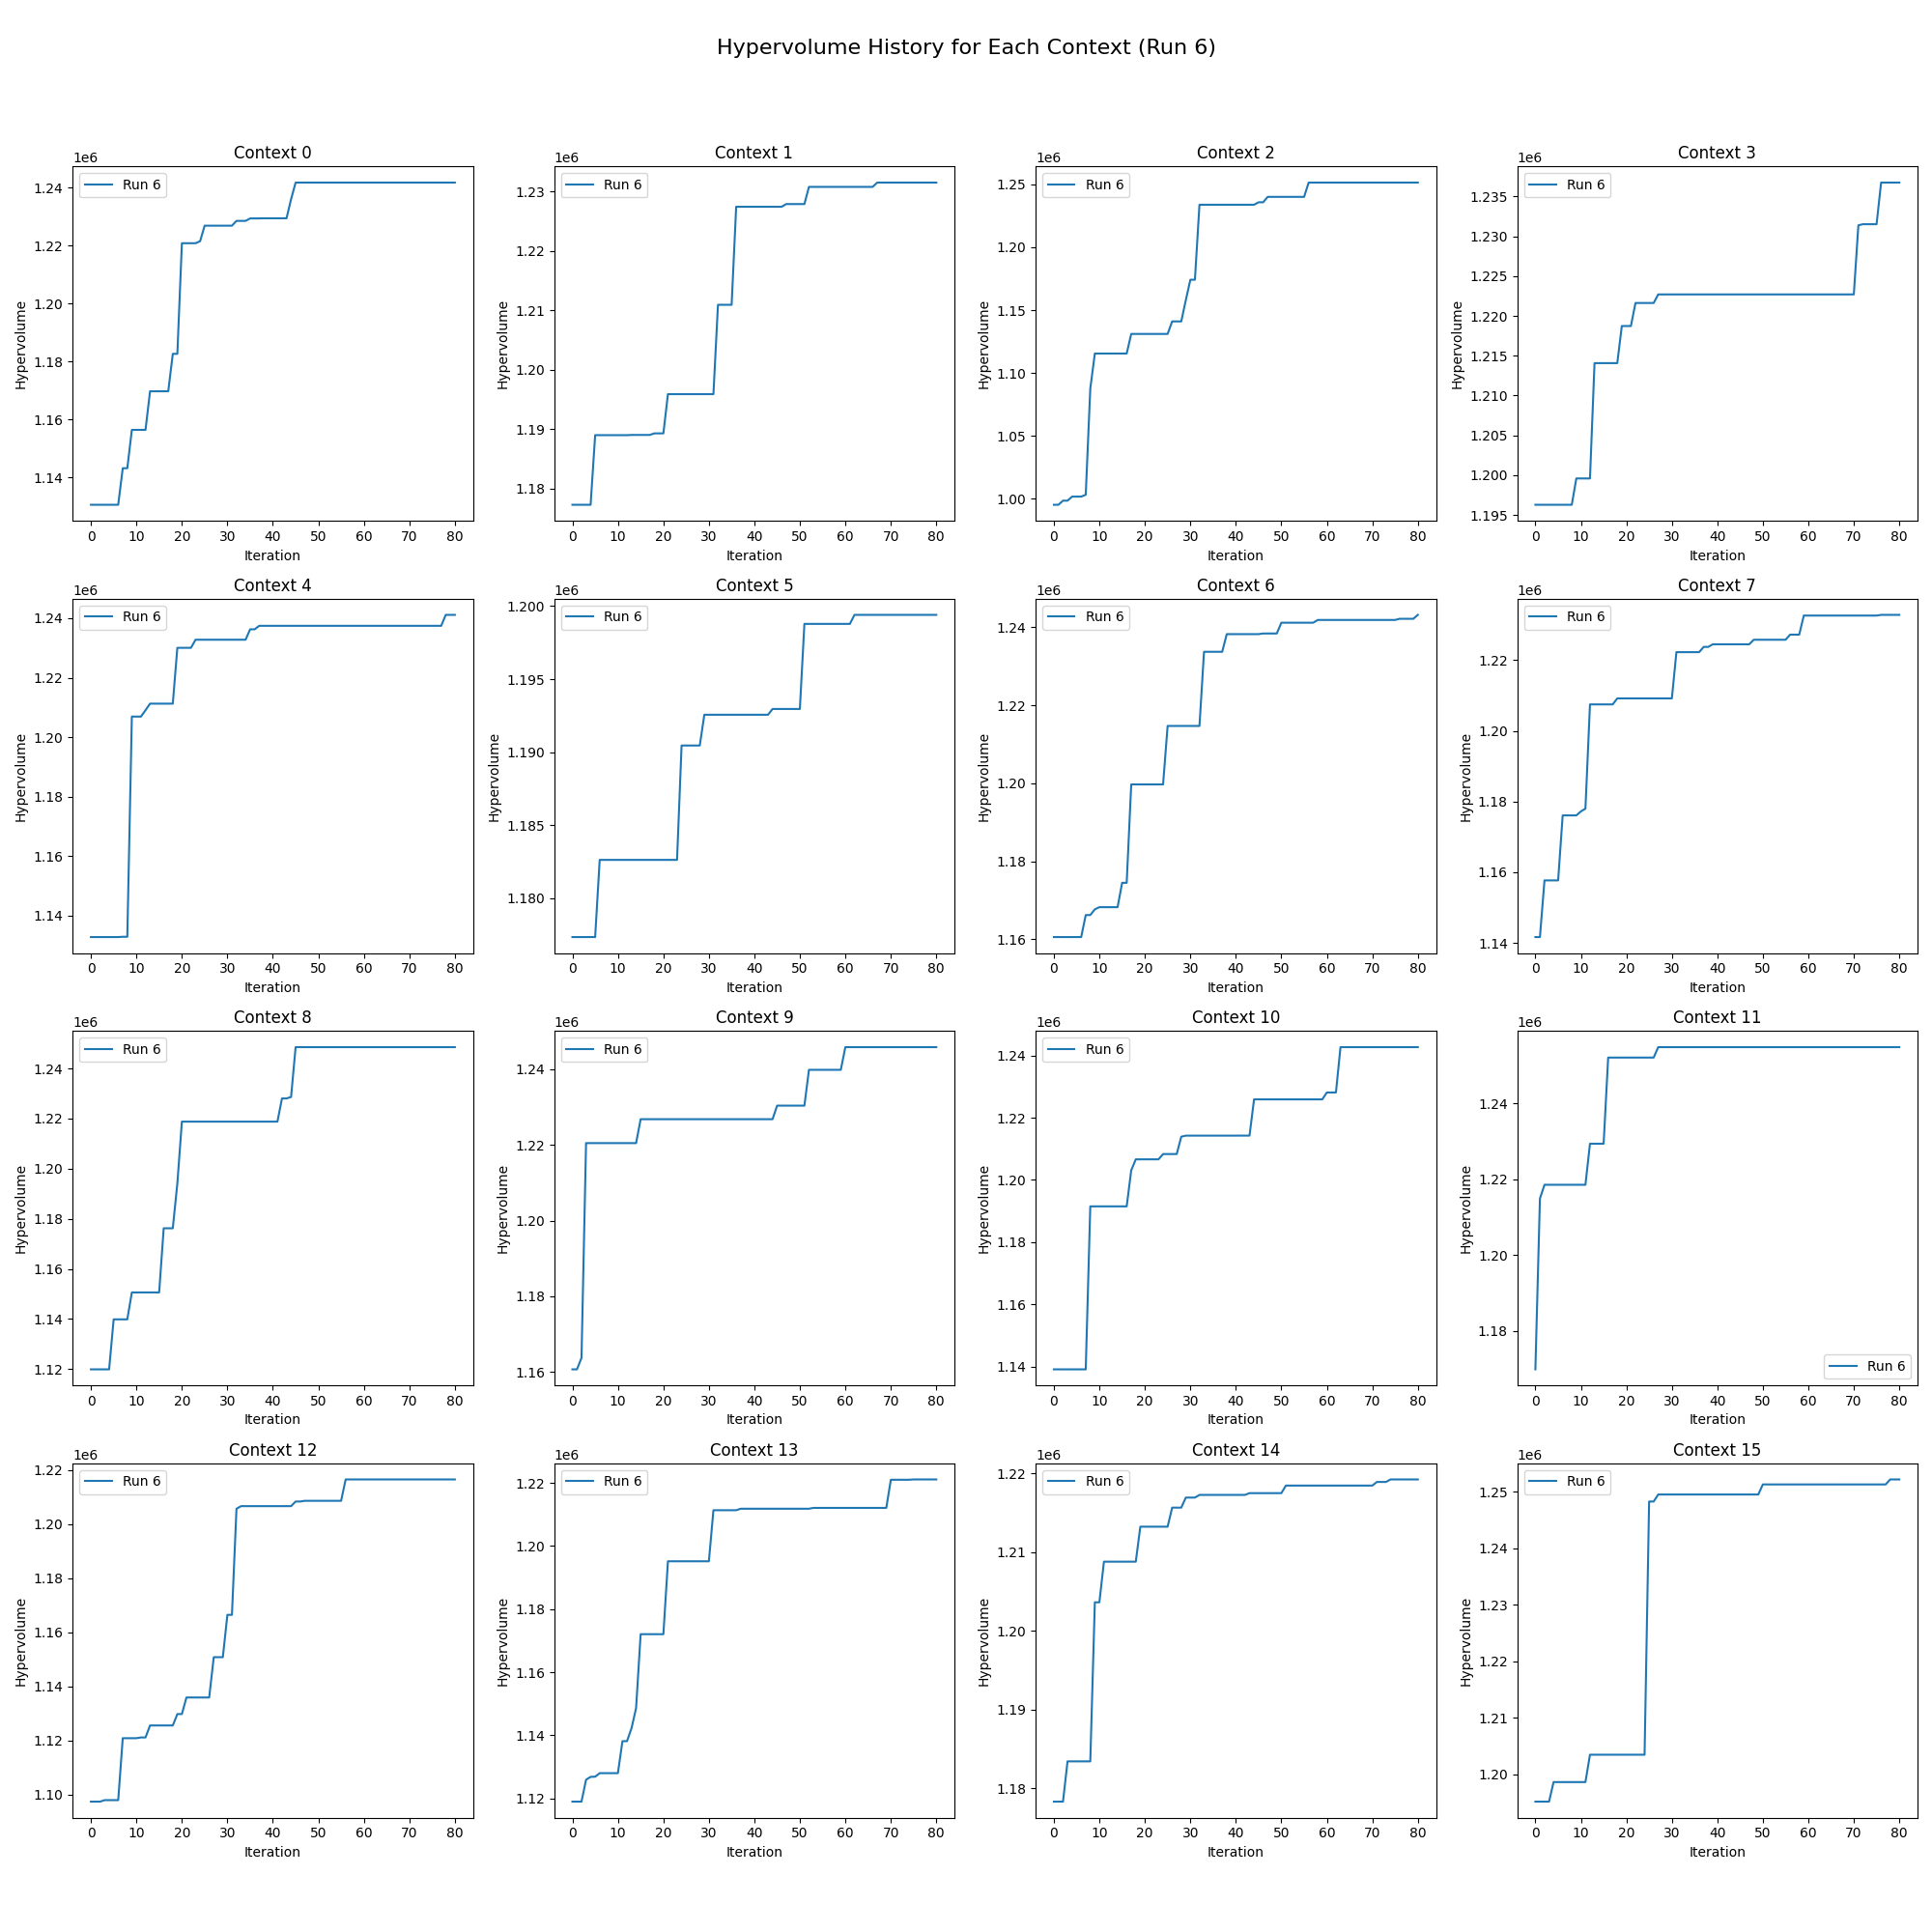 Hypervolume History for Each Context (Run 6)
Context 0
1e6
Run 6
Hypervolume
1.24
1.22
1.20
1.18
1.16
1.14
0 10 20 30 40 50 60 70 80
Iteration
Context 1
1e6
Run 6
Hypervolume
1.23
1.22
1.21
1.20
1.19
1.18
0 10 20 30 40 50 60 70 80
Iteration
Context 2
1e6
Run 6
Hypervolume
1.25
1.20
1.15
1.10
1.05
1.00
0 10 20 30 40 50 60 70 80
Iteration
Context 3
1e6
Run 6
Hypervolume
1.235
1.230
1.225
1.220
1.215
1.210
1.205
1.200
1.195
0 10 20 30 40 50 60 70 80
Iteration
Context 4
1e6
Run 6
Hypervolume
1.24
1.22
1.20
1.18
1.16
1.14
0 10 20 30 40 50 60 70 80
Iteration
Context 5
1e6
Run 6
Hypervolume
1.200
1.195
1.190
1.185
1.180
0 10 20 30 40 50 60 70 80
Iteration
Context 6
1e6
Run 6
Hypervolume
1.24
1.22
1.20
1.18
1.16
0 10 20 30 40 50 60 70 80
Iteration
Context 7
1e6
Run 6
Hypervolume
1.22
1.20
1.18
1.16
1.14
0 10 20 30 40 50 60 70 80
Iteration
Context 8
1e6
Run 6
Hypervolume
1.24
1.22
1.20
1.18
1.16
1.14
1.12
0 10 20 30 40 50 60 70 80
Iteration
Context 9
1e6
Run 6
Hypervolume
1.24
1.22
1.20
1.18
1.16
0 10 20 30 40 50 60 70 80
Iteration
Context 10
1e6
Run 6
Hypervolume
1.24
1.22
1.20
1.18
1.16
1.14
0 10 20 30 40 50 60 70 80
Iteration
Context 11
1e6
Hypervolume
1.24
1.22
1.20
1.18
Run 6
0 10 20 30 40 50 60 70 80
Iteration
Context 12
1e6
Run 6
Hypervolume
1.22
1.20
1.18
1.16
1.14
1.12
1.10
0 10 20 30 40 50 60 70 80
Iteration
Context 13
1e6
Run 6
Hypervolume
1.22
1.20
1.18
1.16
1.14
1.12
0 10 20 30 40 50 60 70 80
Iteration
Context 14
1e6
Run 6
Hypervolume
1.22
1.21
1.20
1.19
1.18
0 10 20 30 40 50 60 70 80
Iteration
Context 15
1e6
Run 6
Hypervolume
1.25
1.24
1.23
1.22
1.21
1.20
0 10 20 30 40 50 60 70 80
Iteration